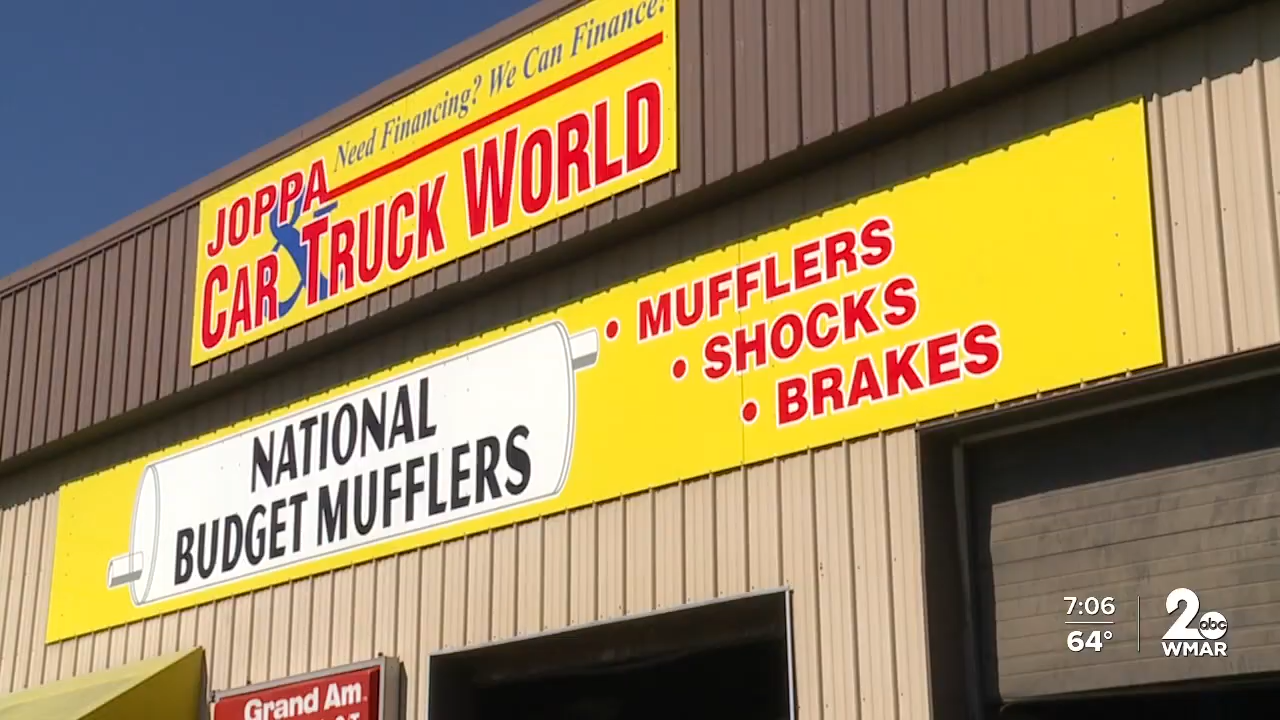 Need Financing? We Can Finance!
JOPPA
CAR & TRUCK WORLD
NATIONAL
BUDGET MUFFLERS
• MUFFLERS
• SHOCKS
• BRAKES
Grand Am
7:06
64°
2 abc
WMAR